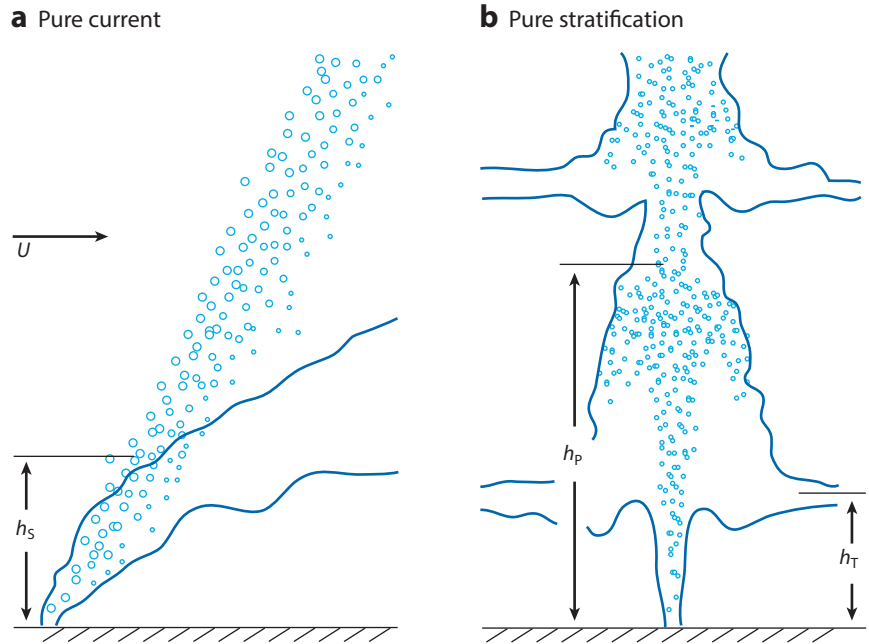 a Pure current
b Pure stratification
U
hS
hP
hT